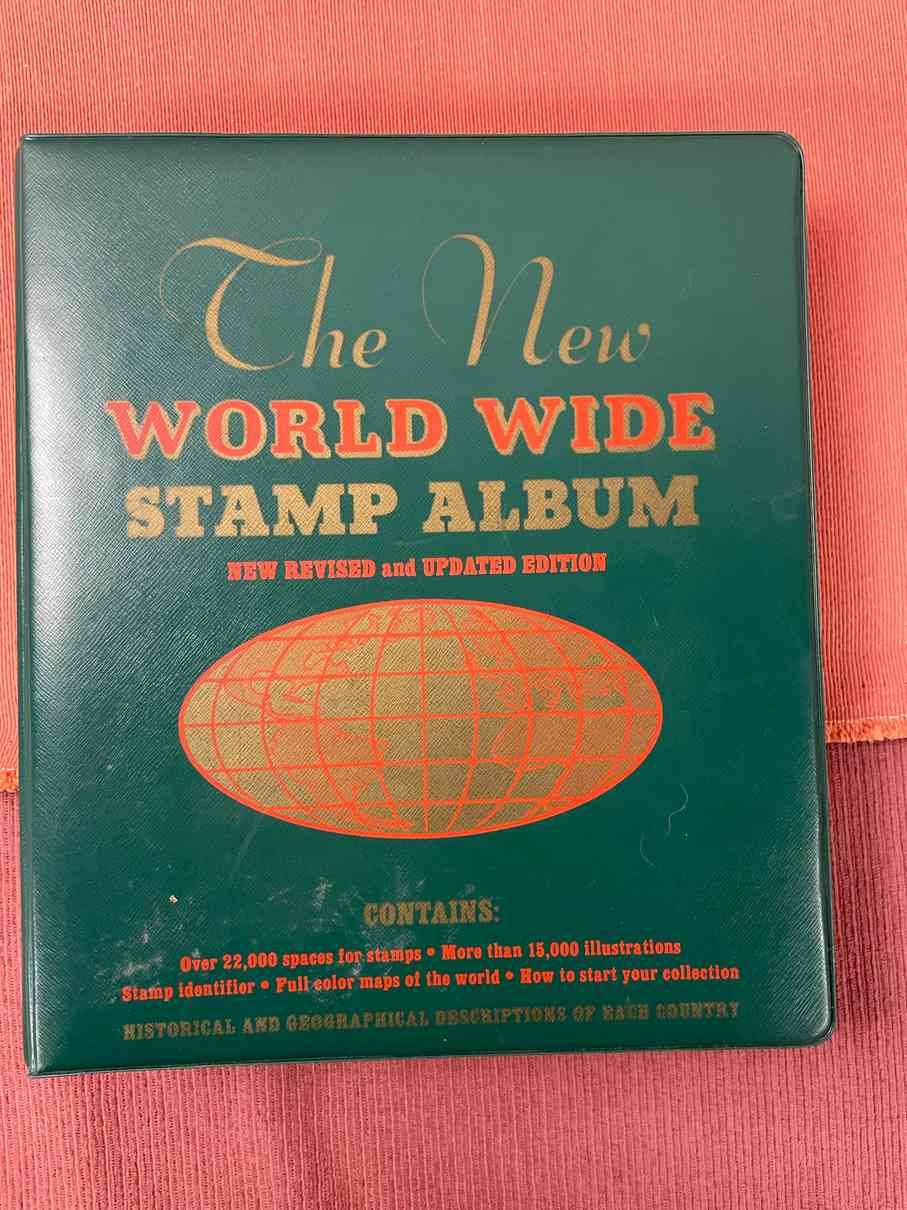 The New
WORLD WIDE
STAMP ALBUM
NEW REVISED and UPDATED EDITION
CONTAINS:
Over 22,000 spaces for stamps • More than 15,000 illustrations
Stamp identifier • Full color maps of the world • How to start your collection
HISTORICAL AND GEOGRAPHICAL DESCRIPTIONS OF EACH COUNTRY